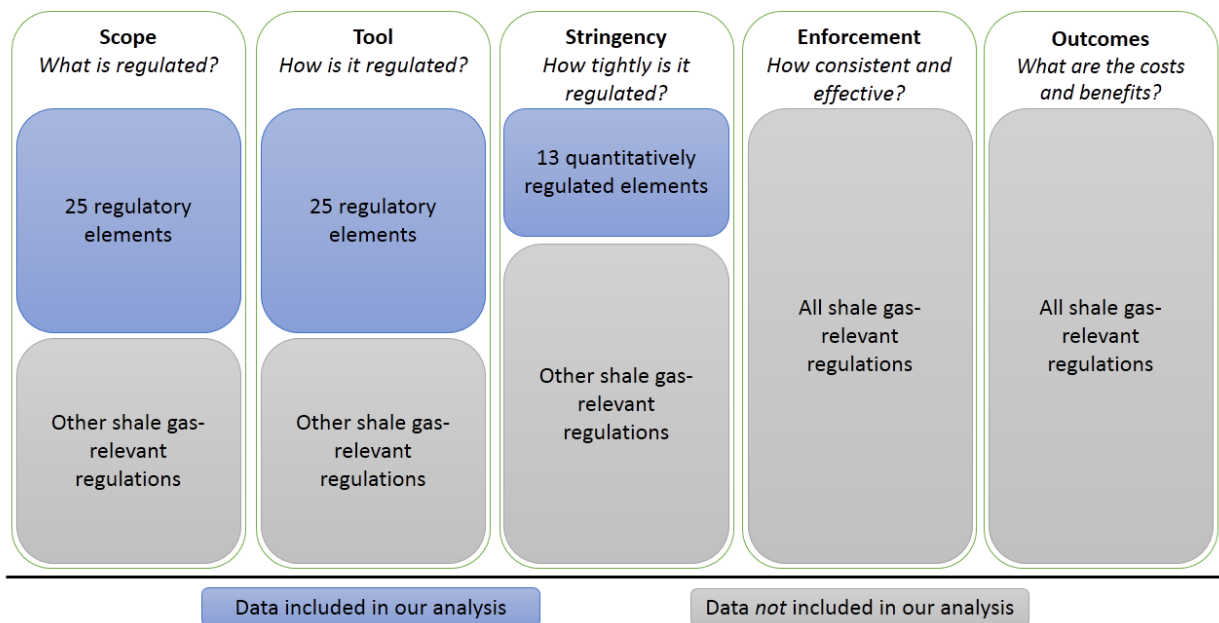 Scope
What is regulated?
25 regulatory
elements
Other shale gas-
relevant
regulations
Tool
How is it regulated?
25 regulatory
elements
Other shale gas-
relevant
regulations
Stringency
How tightly is it
regulated?
13 quantitatively
regulated elements
Other shale gas-
relevant
regulations
Enforcement
How consistent and
effective?
All shale gas-
relevant
regulations
Outcomes
What are the costs
and benefits?
All shale gas-
relevant
regulations
Data included in our analysis
Data not included in our analysis